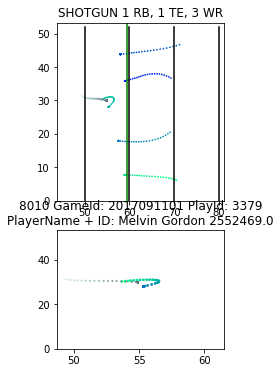 SHOTGUN 1 RB, 1 TE, 3 WR
50
40
30
20
10
0
50 60 70 80
8010 GameId: 2017091101 PlayId: 3379
PlayerName + ID: Melvin Gordon 2552469.0
40
20
0
50 55 60